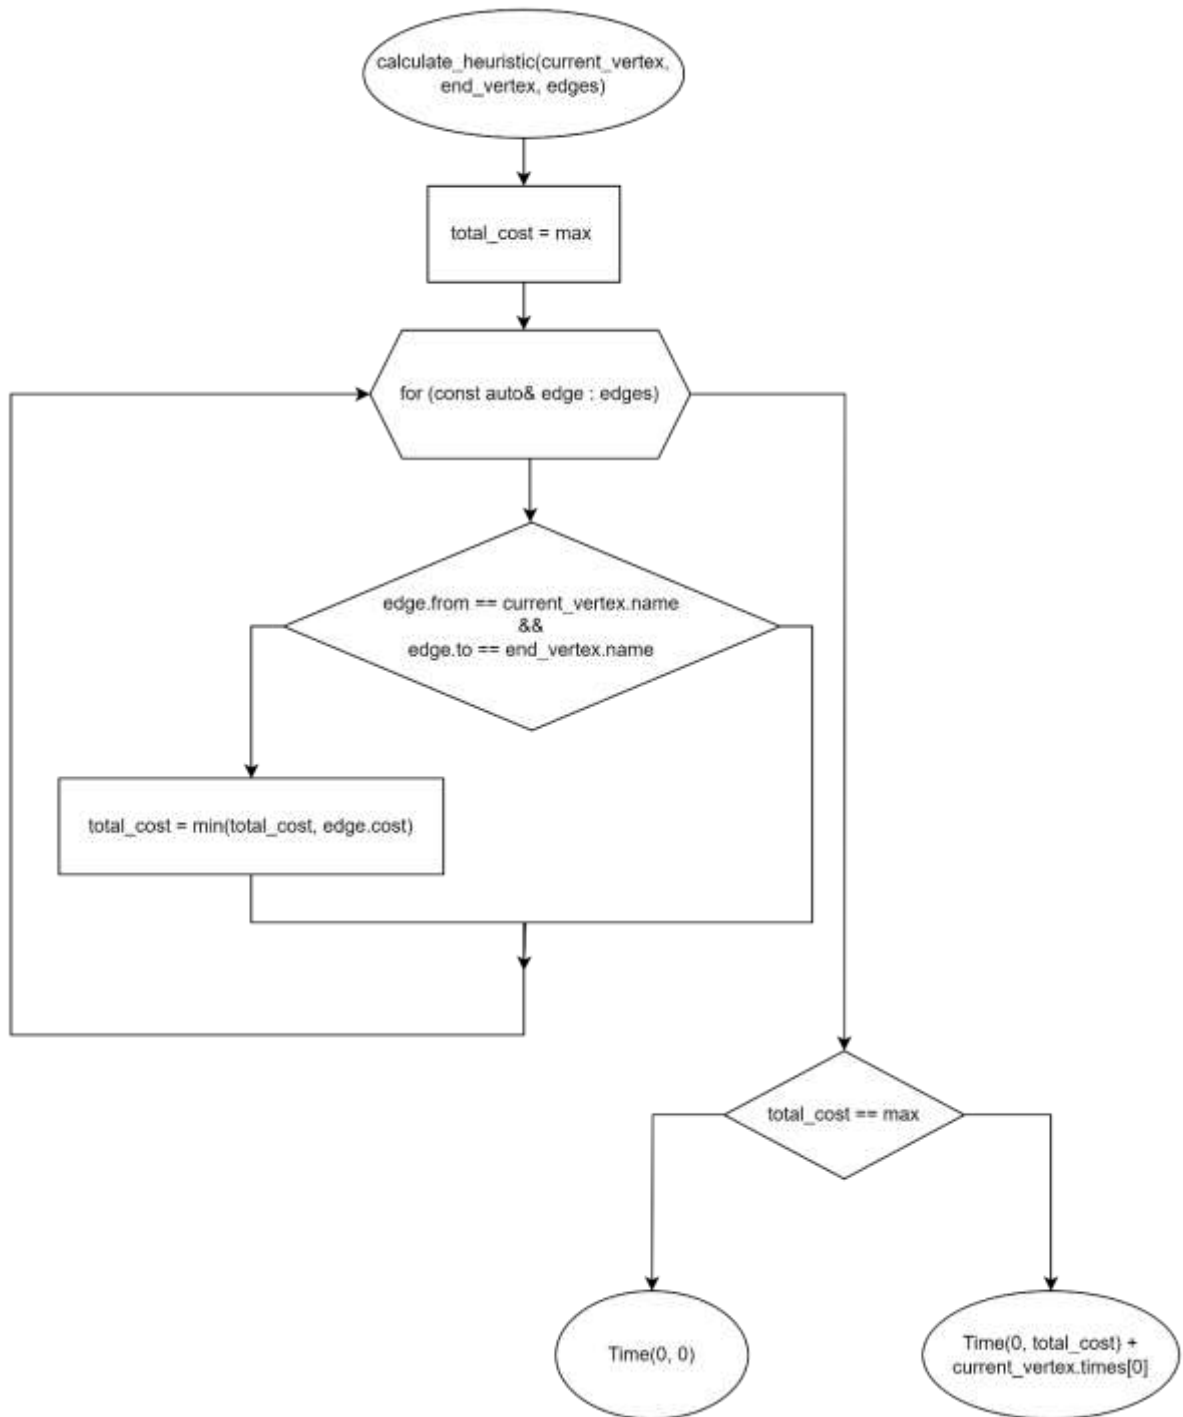 calculate_heuristic(current_vertex,
end_vertex, edges)
total_cost = max
for (const auto& edge : edges)
edge.from == current_vertex.name
&&
edge.to == end_vertex.name
total_cost = min(total_cost, edge.cost)
total_cost == max
Time(0, 0)
Time(0, total_cost) +
current_vertex.times[0]